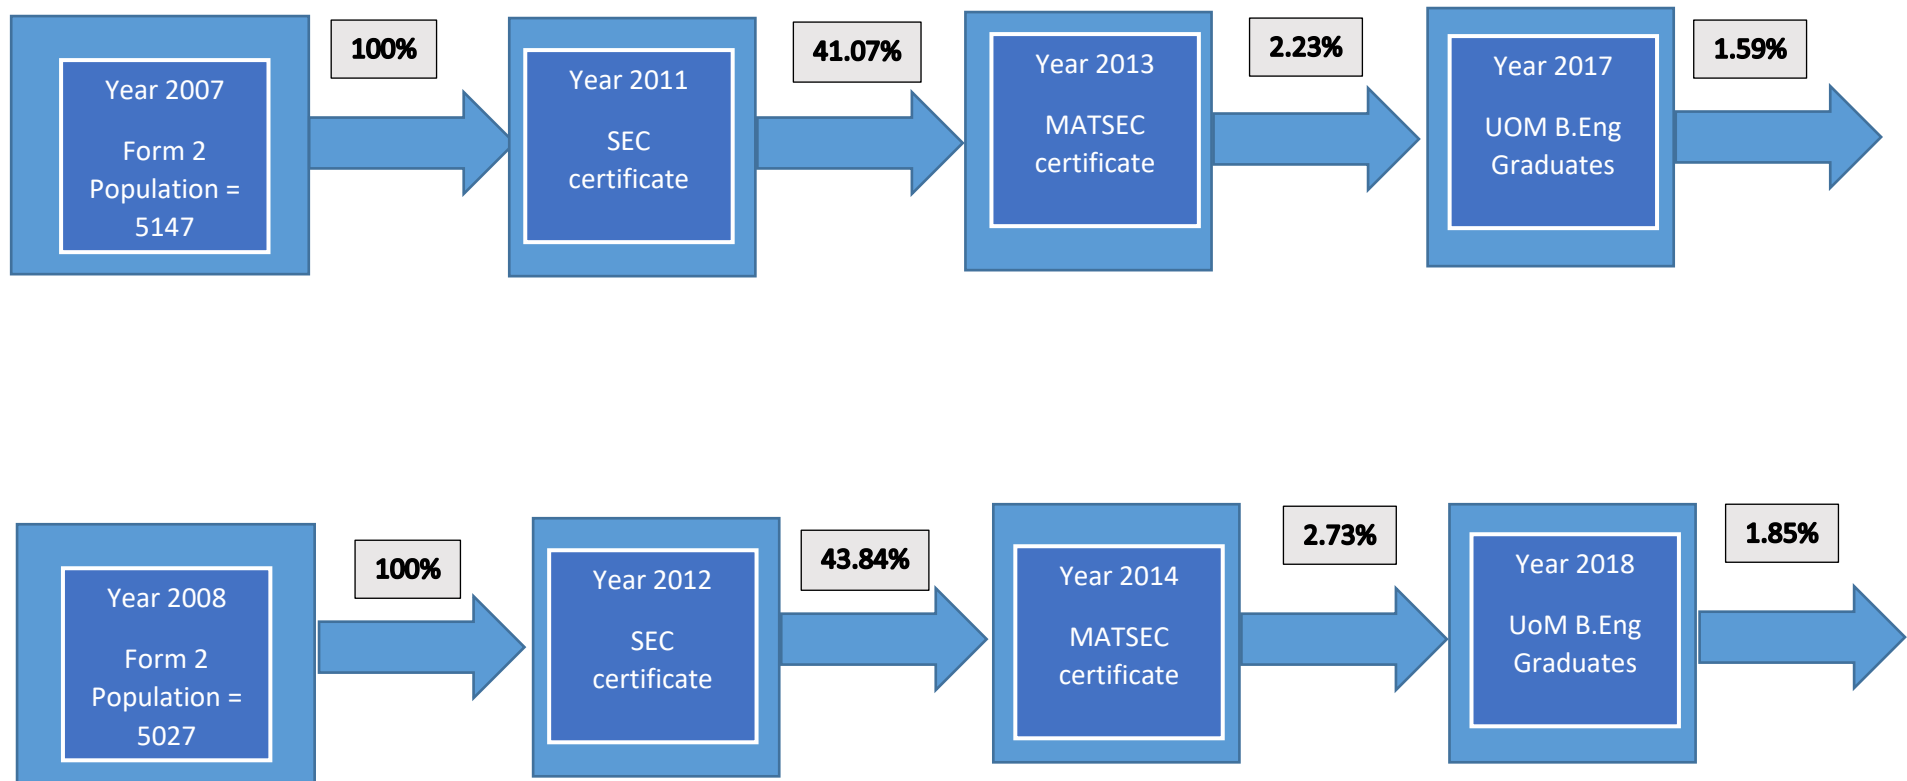 Year 2007
Form 2
Population =
5147
100%
Year 2011
SEC
certificate
41.07%
Year 2013
MATSEC
certificate
2.23%
Year 2017
UOM B.Eng
Graduates
1.59%
Year 2008
Form 2
Population =
5027
100%
Year 2012
SEC
certificate
43.84%
Year 2014
MATSEC
certificate
2.73%
Year 2018
UoM B.Eng
Graduates
1.85%